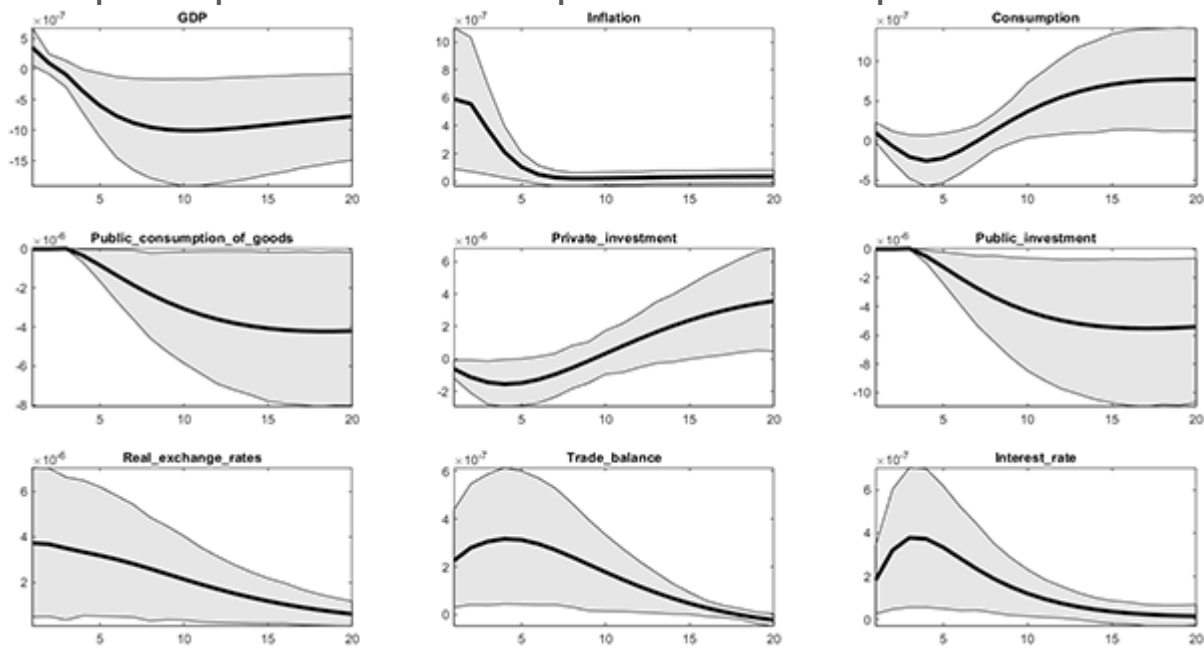 GDP
×10-7
5
0
-5
-10
-15
5 10 15 20
Inflation
×10-7
10
8
6
4
2
0
5 10 15 20
Consumption
×10-7
10
5
0
-5
5 10 15 20
Public_consumption_of_goods
×10-6
0
-2
-4
-6
-8
5 10 15 20
Private_investment
×10-6
6
4
2
0
-2
5 10 15 20
Public_investment
×10-6
0
-2
-4
-6
-8
-10
5 10 15 20
Real_exchange_rates
×10-6
6
4
2
5 10 15 20
Trade_balance
×10-7
6
4
2
0
5 10 15 20
Interest_rate
×10-7
6
4
2
0
5 10 15 20